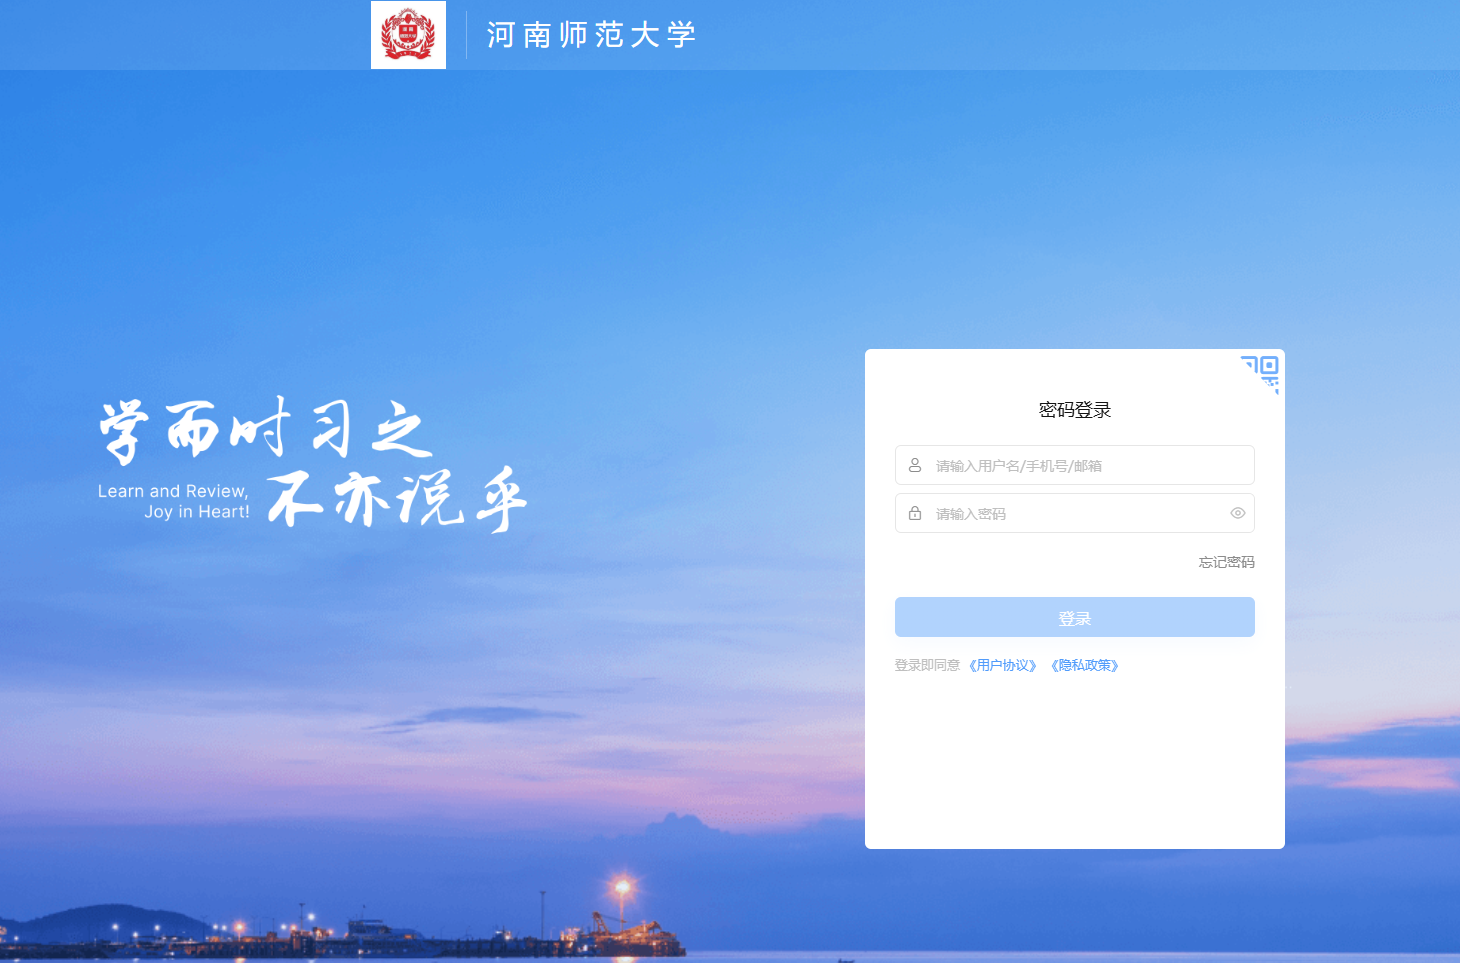 河南师范大学
学而时习之
不亦说乎
Learn and Review,
Joy in Heart!
密码登录
请输入用户名/手机号/邮箱
请输入密码
忘记密码
登录
登录即同意 《用户协议》 《隐私政策》